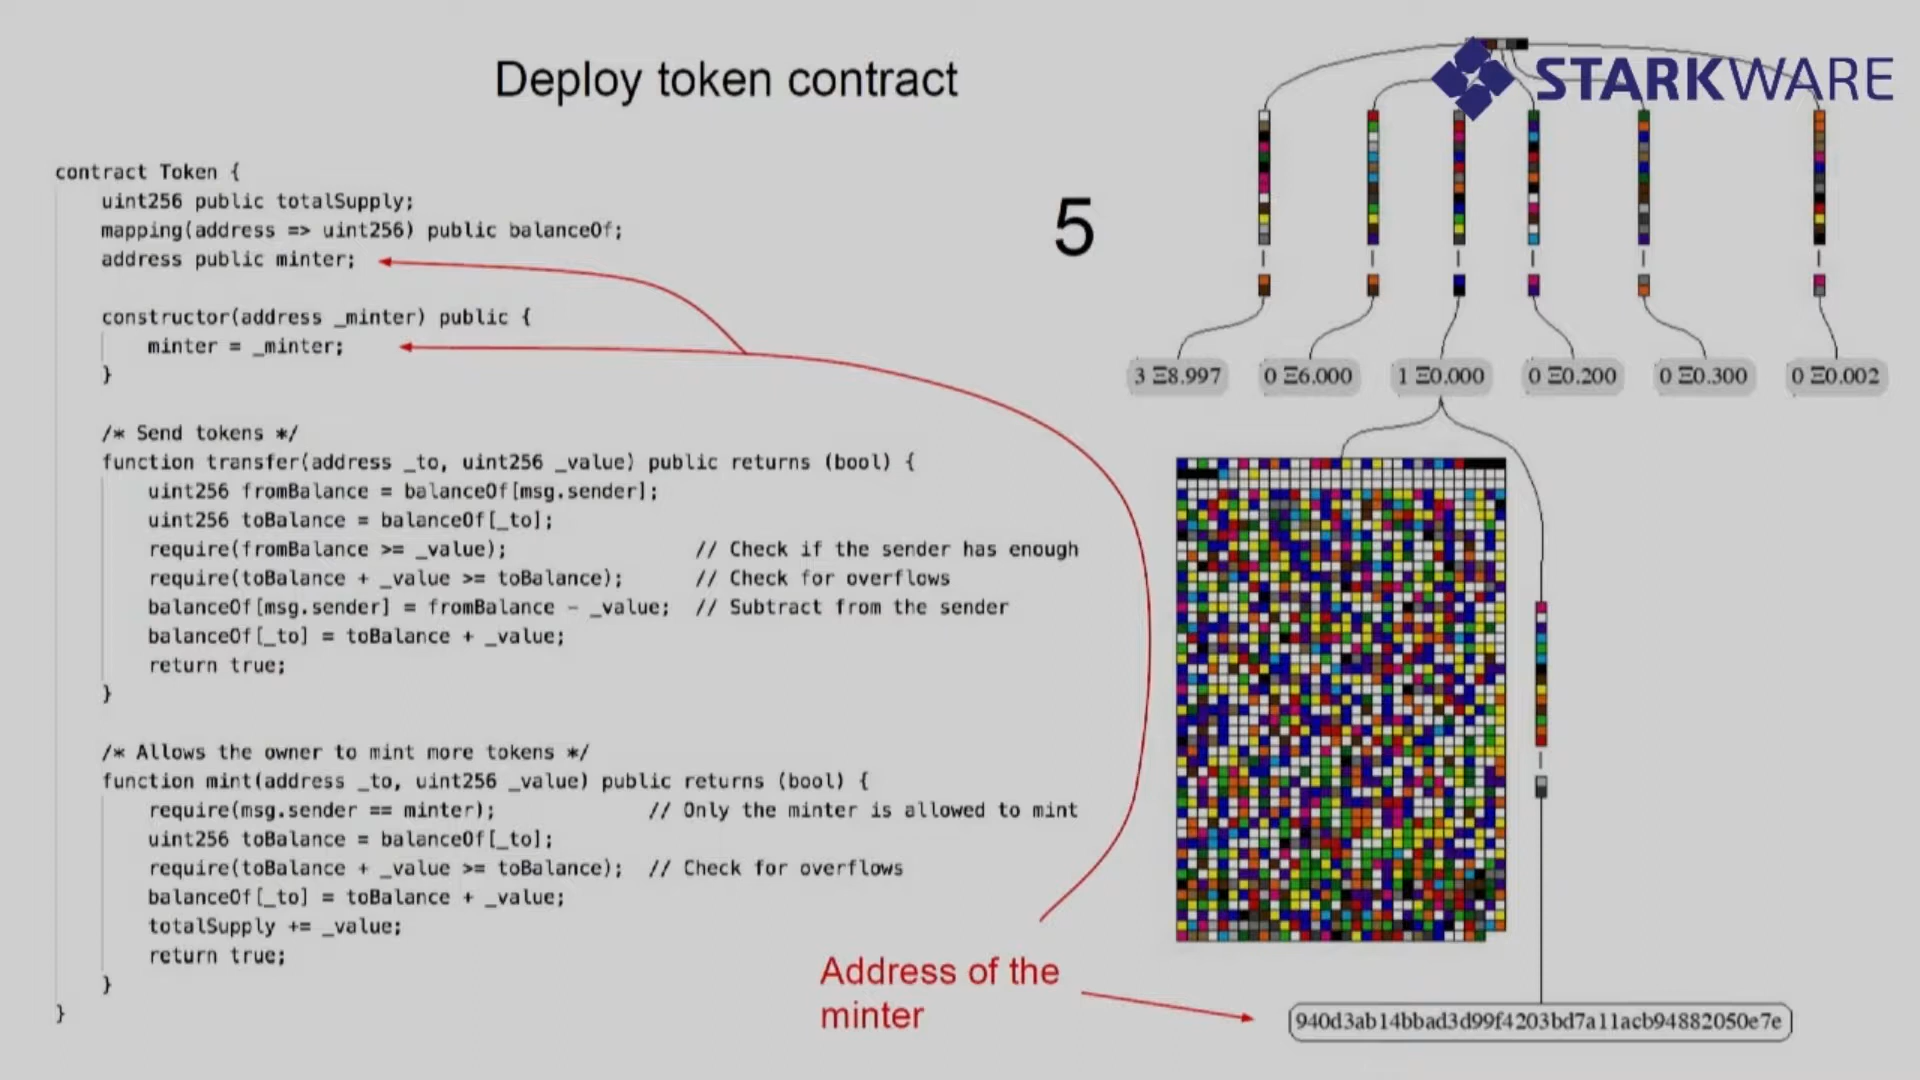 Deploy token contract
STARKWARE
contract Token {
uint256 public totalSupply;
mapping(address => uint256) public balanceOf;
address public minter;
constructor(address _minter) public {
minter = _minter;
}
/* Send tokens */
function transfer(address _to, uint256 _value) public returns (bool) {
uint256 fromBalance = balanceOf[msg.sender];
uint256 toBalance = balanceOf[_to];
require(fromBalance >= _value); // Check if the sender has enough
require(toBalance + _value >= toBalance); // Check for overflows
balanceOf[msg.sender] = fromBalance - _value; // Subtract from the sender
balanceOf[_to] = toBalance + _value;
return true;
}
/* Allows the owner to mint more tokens */
function mint(address _to, uint256 _value) public returns (bool) {
require(msg.sender == minter); // Only the minter is allowed to mint
uint256 toBalance = balanceOf[_to];
require(toBalance + _value >= toBalance); // Check for overflows
balanceOf[_to] = toBalance + _value;
totalSupply += _value;
return true;
}
}
5
3 Ξ8.997
0 Ξ6.000
1 Ξ0.000
0 Ξ0.200
0 Ξ0.300
0 Ξ0.002
Address of the
minter
940d3ab14bbad3d99f4203bd7a11acb94882050e7e